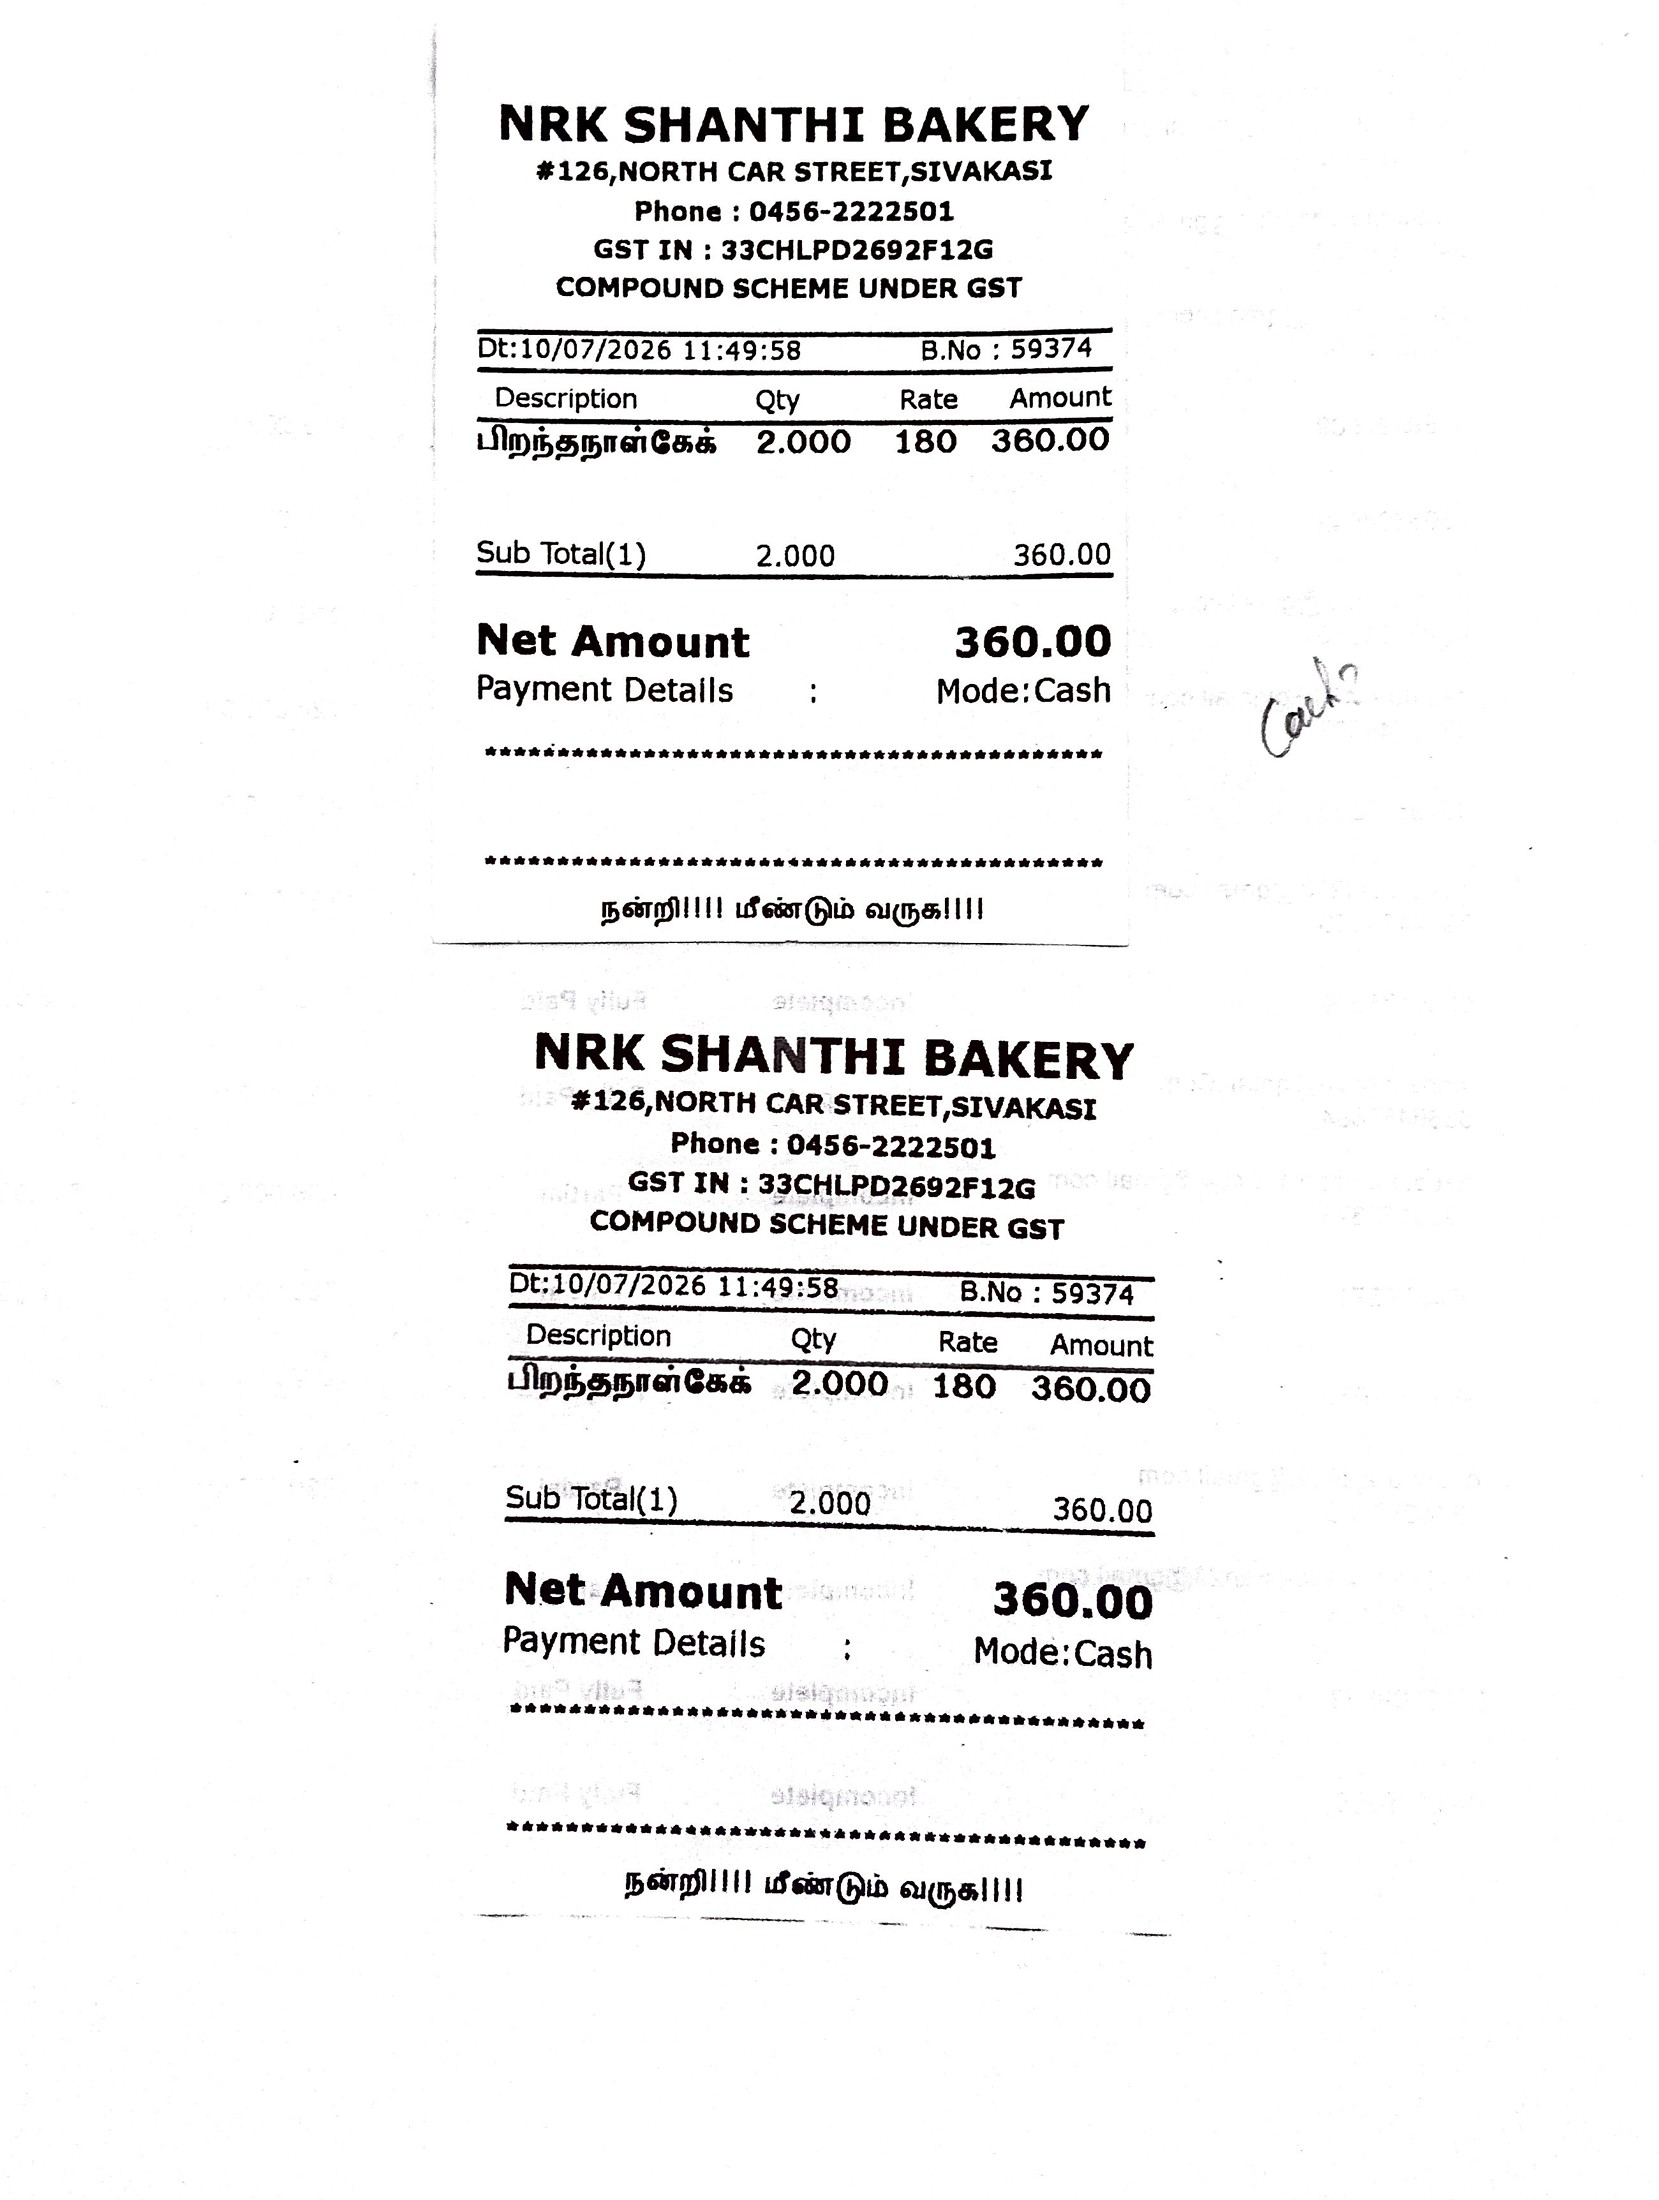 NRK SHANTHI BAKERY
#126,NORTH CAR STREET,SIVAKASI
Phone : 0456-2222501
GST IN : 33CHLPD2692F12G
COMPOUND SCHEME UNDER GST
Dt:10/07/2026 11:49:58 B.No : 59374
Description Qty Rate Amount
பிறந்தநாள்கேக் 2.000 180 360.00
Sub Total(1) 2.000 360.00
Net Amount 360.00
Payment Details : Mode:Cash
*******************************************
*******************************************
நன்றி!!!! மீண்டும் வருக!!!!
NRK SHANTHI BAKERY
#126,NORTH CAR STREET,SIVAKASI
Phone : 0456-2222501
GST IN : 33CHLPD2692F12G
COMPOUND SCHEME UNDER GST
Dt:10/07/2026 11:49:58 B.No : 59374
Description Qty Rate Amount
பிறந்தநாள்கேக் 2.000 180 360.00
Sub Total(1) 2.000 360.00
Net Amount 360.00
Payment Details : Mode:Cash
*******************************************
*******************************************
நன்றி!!!! மீண்டும் வருக!!!!